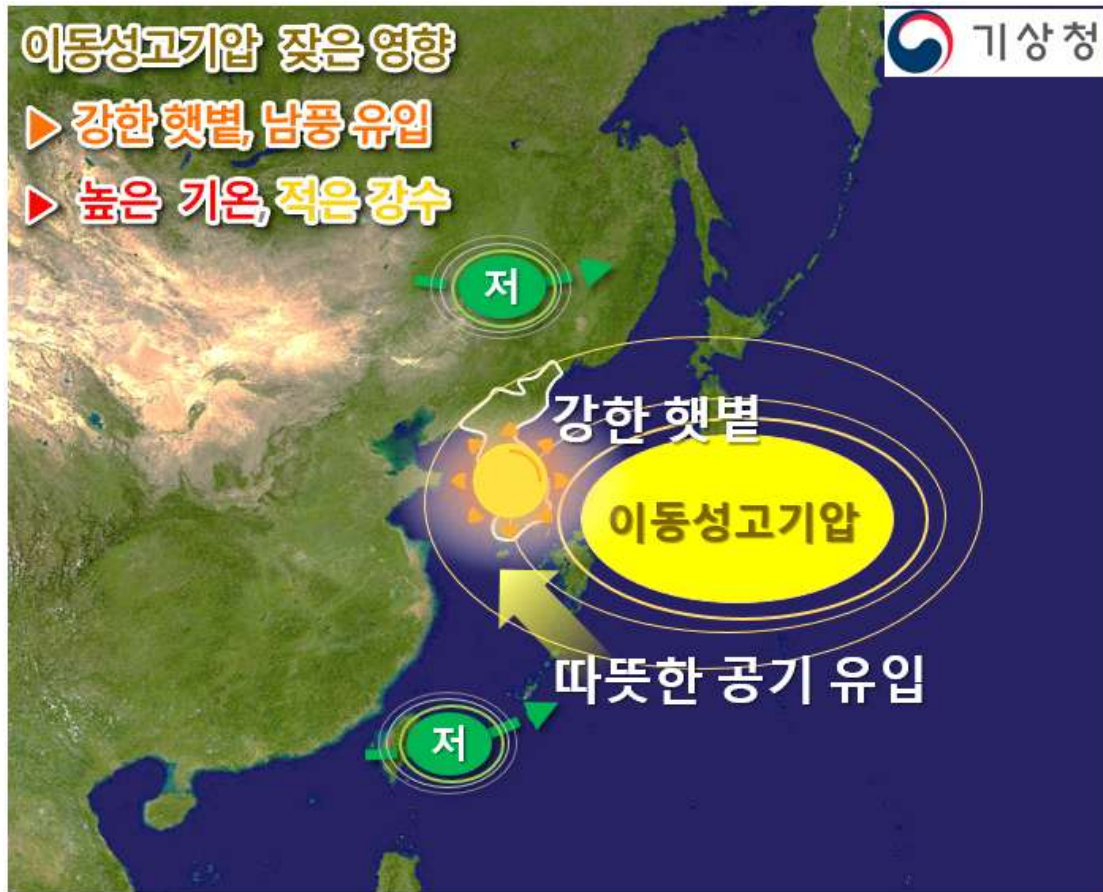 이동성고기압 잦은 영향
▶ 강한 햇볕, 남풍 유입
▶ 높은 기온, 적은 강수
기상청
저
강한 햇볕
이동성고기압
따뜻한 공기 유입
저